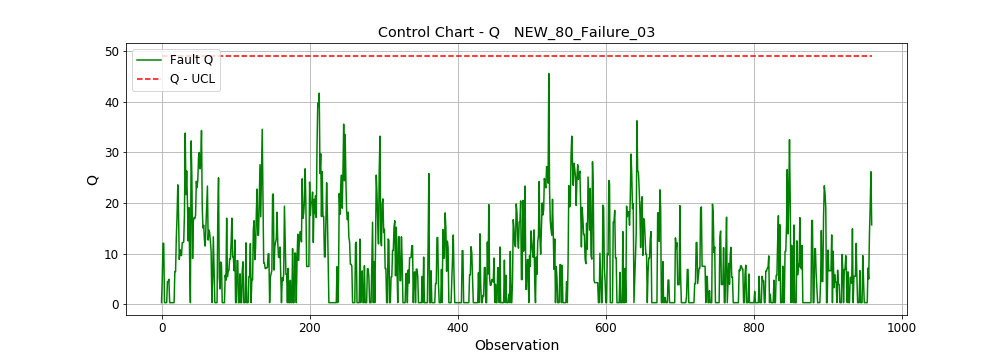 Control Chart - Q   NEW_80_Failure_03
Fault Q
Q - UCL
Q
50
40
30
20
10
0
0 200 400 600 800 1000
Observation